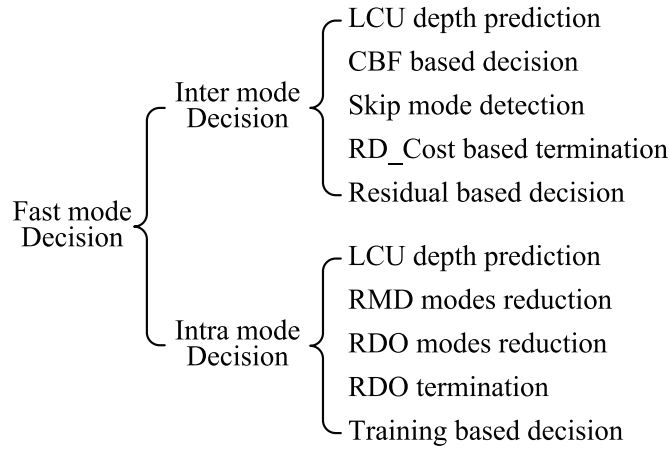 Fast mode
Decision
Inter mode
Decision
LCU depth prediction
CBF based decision
Skip mode detection
RD_Cost based termination
Residual based decision
Intra mode
Decision
LCU depth prediction
RMD modes reduction
RDO modes reduction
RDO termination
Training based decision